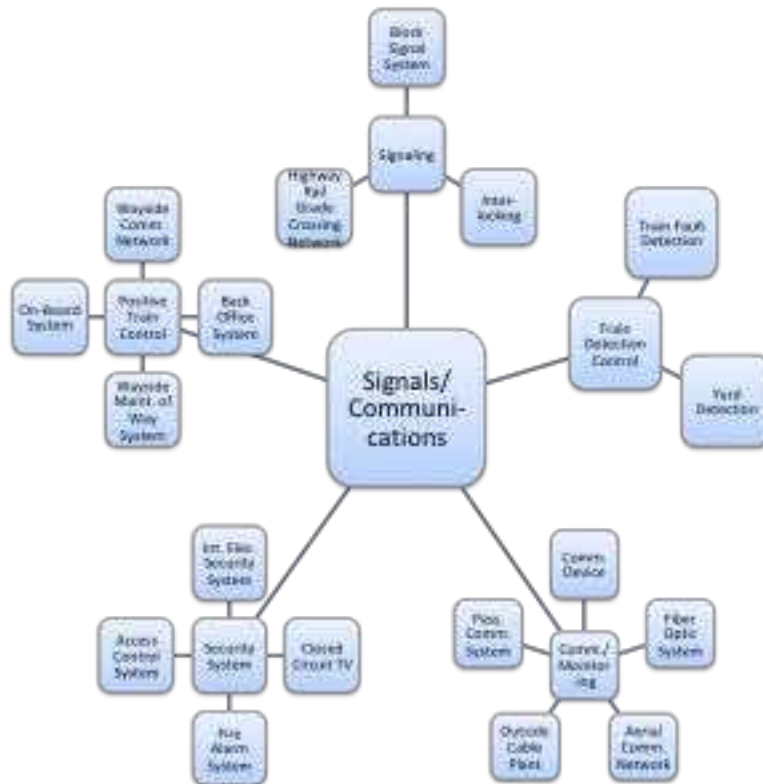 Block
Signal
System
Signaling
Highway
Rail
Grade
Crossing
Network
Inter-
locking
Train Fault
Detection
Wayside
Comm.
Network
On-Board
System
Positive
Train
Control
Back
Office
System
Train
Detection
Control
Wayside
Maint. of
Way
System
Signals/
Communi-
cations
Yard
Detection
Int. Elec.
Security
System
Comm.
Device
Access
Control
System
Security
System
Closed
Circuit TV
Comm.
System
Fiber
Optic
System
Comm./
Monitor-
ing
Fire
Alarm
System
Outside
Cable
Plant
Aerial
Comm.
Network